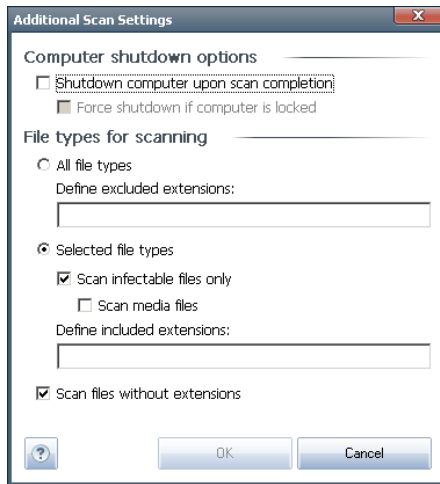 Additional Scan Settings
Computer shutdown options
Shutdown computer upon scan completion
Force shutdown if computer is locked
File types for scanning
All file types
Define excluded extensions:
Selected file types
Scan infectable files only
Scan media files
Define included extensions:
Scan files without extensions
?
OK
Cancel